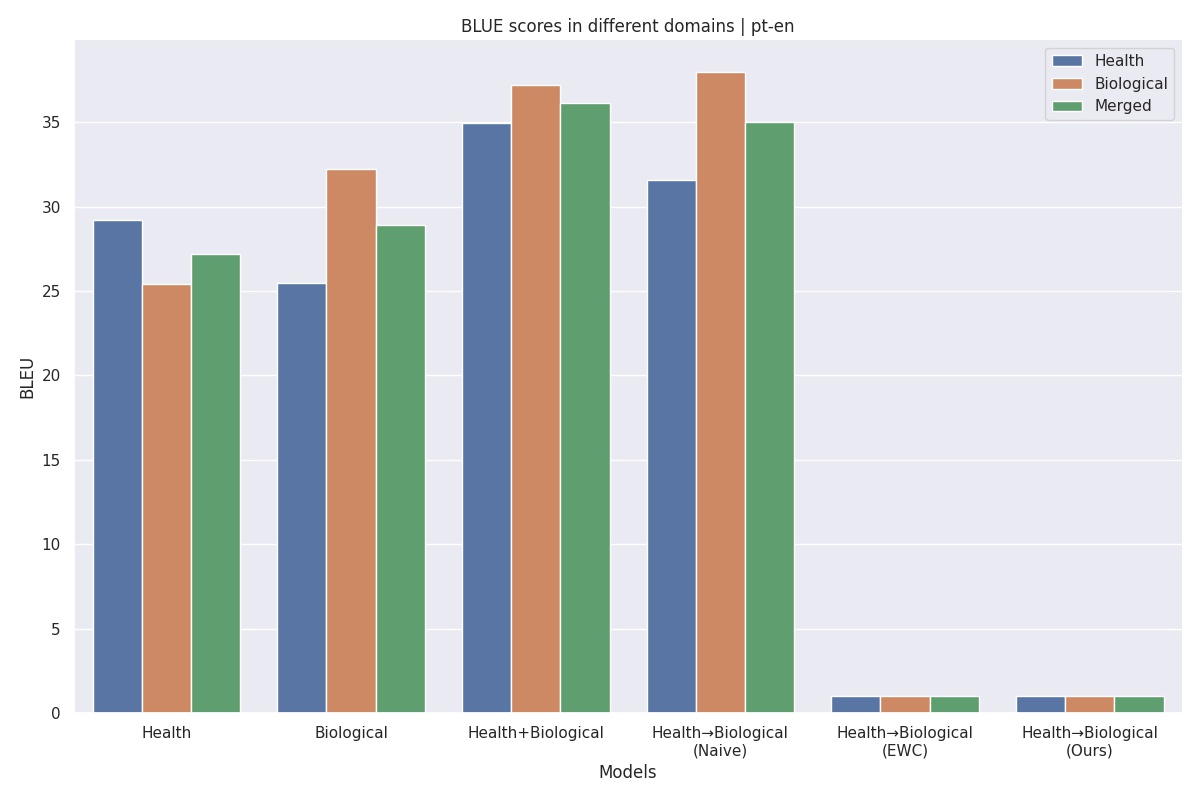 BLUE scores in different domains | pt-en
Health
Biological
Merged
BLEU
35
30
25
20
15
10
5
0
Health
Biological
Health+Biological
Health→Biological
(Naive)
Health→Biological
(EWC)
Health→Biological
(Ours)
Models